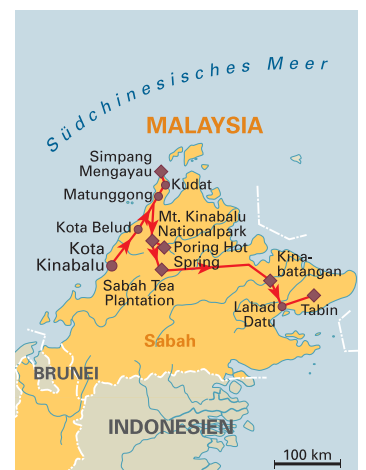 Südchinesisches Meer
MALAYSIA
Simpang
Mengayau
Kudat
Matunggong
Mt. Kinabalu
Nationalpark
Kota Belud
Poring Hot
Spring
Kota
Kinabalu
Kina-
batangan
Sabah Tea
Plantation
Lahad
Datu
Tabin
Sabah
BRUNEI
INDONESIEN
100 km